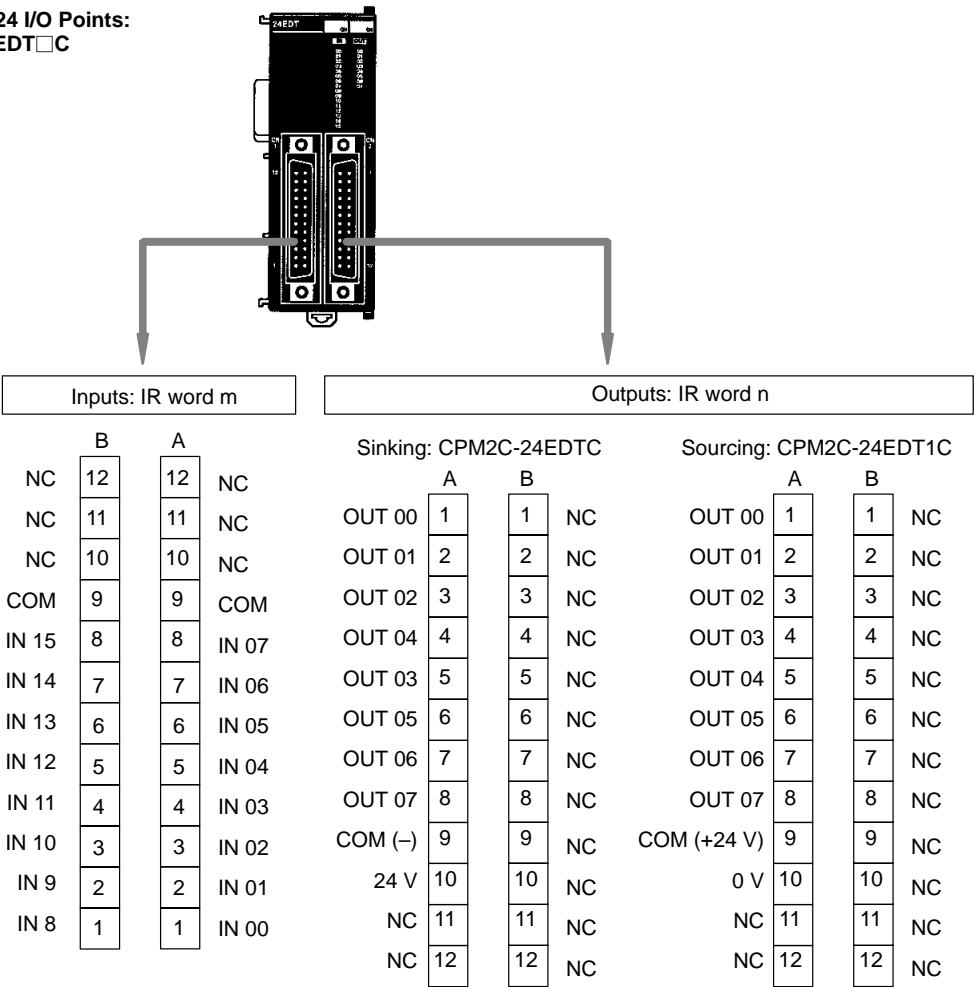 24 I/O Points:
EDT□C
24EDT
IN OUT
Inputs: IR word m
B A
NC 12 12 NC
NC 11 11 NC
NC 10 10 NC
COM 9 9 COM
IN 15 8 8 IN 07
IN 14 7 7 IN 06
IN 13 6 6 IN 05
IN 12 5 5 IN 04
IN 11 4 4 IN 03
IN 10 3 3 IN 02
IN 9 2 2 IN 01
IN 8 1 1 IN 00
Outputs: IR word n
Sinking: CPM2C-24EDTC
A B
OUT 00 1 1 NC
OUT 01 2 2 NC
OUT 02 3 3 NC
OUT 04 4 4 NC
OUT 03 5 5 NC
OUT 05 6 6 NC
OUT 06 7 7 NC
OUT 07 8 8 NC
COM (–) 9 9 NC
24 V 10 10 NC
NC 11 11 NC
NC 12 12 NC
Sourcing: CPM2C-24EDT1C
A B
OUT 00 1 1 NC
OUT 01 2 2 NC
OUT 02 3 3 NC
OUT 03 4 4 NC
OUT 04 5 5 NC
OUT 05 6 6 NC
OUT 06 7 7 NC
OUT 07 8 8 NC
COM (+24 V) 9 9 NC
0 V 10 10 NC
NC 11 11 NC
NC 12 12 NC